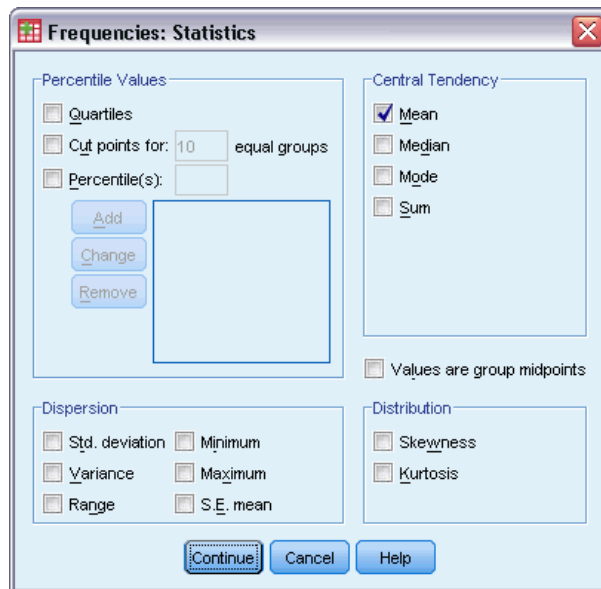 Frequencies: Statistics
Percentile Values
Quartiles
Cut points for: 10 equal groups
Percentile(s):
Add
Change
Remove
Central Tendency
Mean
Median
Mode
Sum
Values are group midpoints
Dispersion
Std. deviation Minimum
Variance Maximum
Range S.E. mean
Distribution
Skewness
Kurtosis
Continue Cancel Help